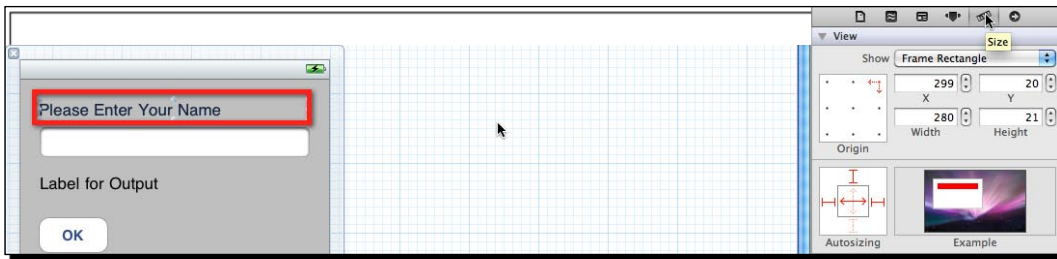 Please Enter Your Name
Label for Output
OK
Size
View
Show Frame Rectangle
299 20
X Y
280 21
Width Height
Origin
Autosizing Example